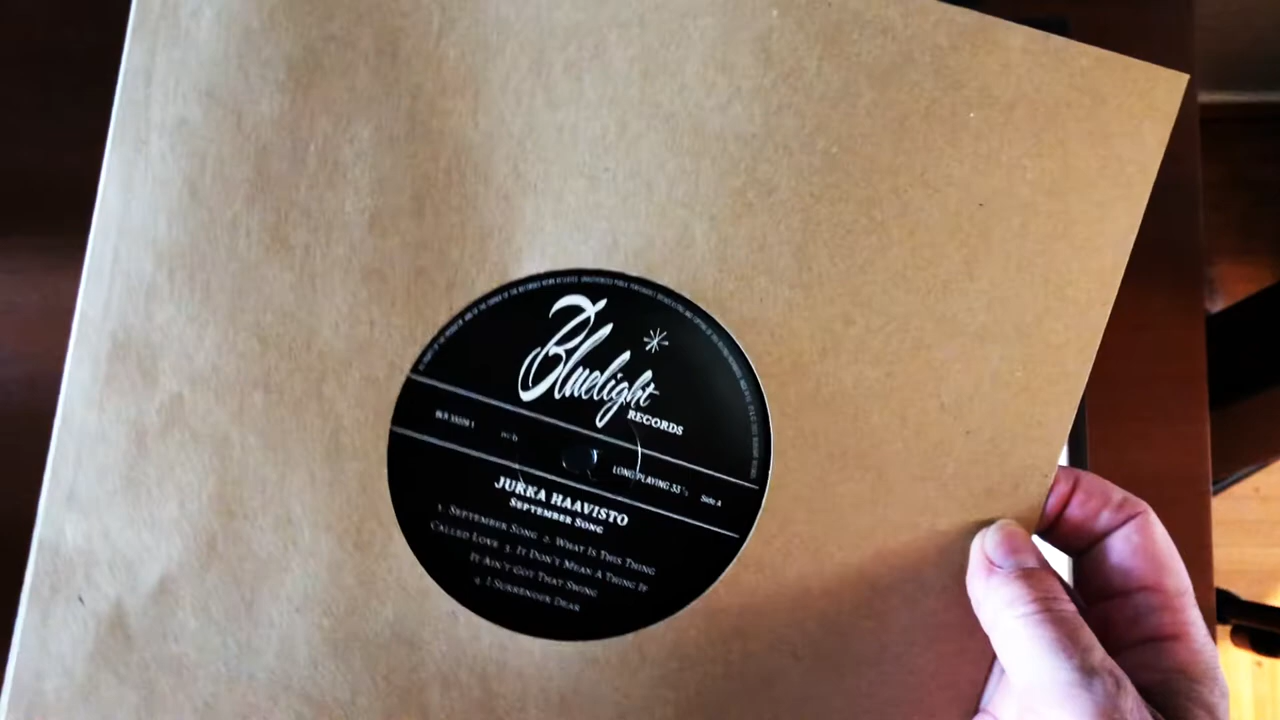 Bluelight
RECORDS
LONG PLAYING 33⅓ Side A
JURKA HAAVISTO
SEPTEMBER SONG
1. SEPTEMBER SONG 2. WHAT IS THIS THING
CALLED LOVE 3. IT DON'T MEAN A THING IF
IT AIN'T GOT THAT SWING
4. I SURRENDER DEAR